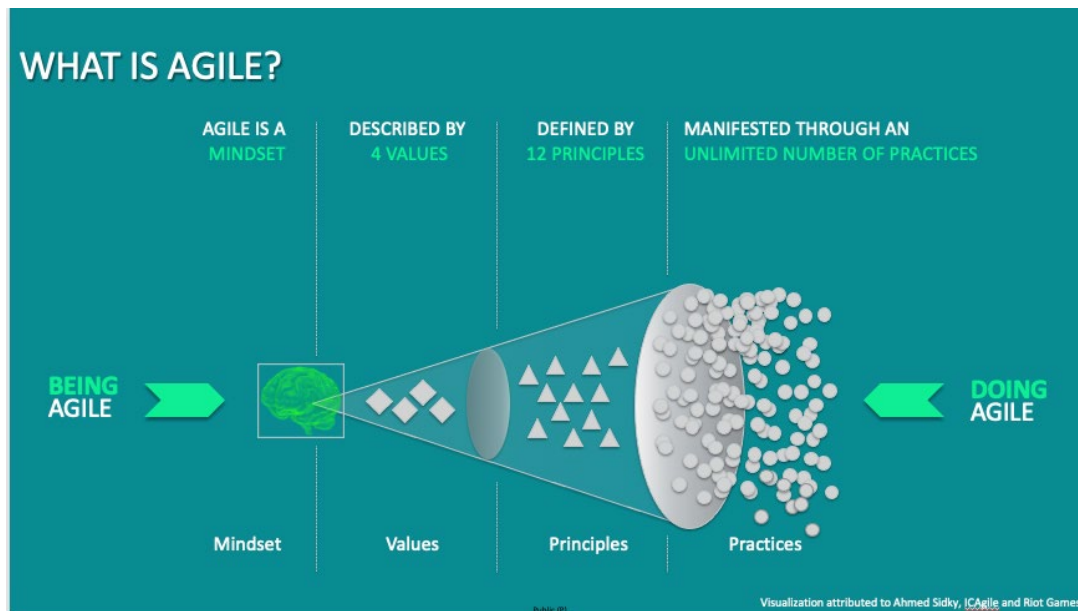 WHAT IS AGILE?
AGILE IS A
MINDSET
DESCRIBED BY
4 VALUES
DEFINED BY
12 PRINCIPLES
MANIFESTED THROUGH AN
UNLIMITED NUMBER OF PRACTICES
BEING
AGILE
DOING
AGILE
Mindset
Values
Principles
Practices
Visualization attributed to Ahmed Sidky, ICAgile and Riot Games
Public